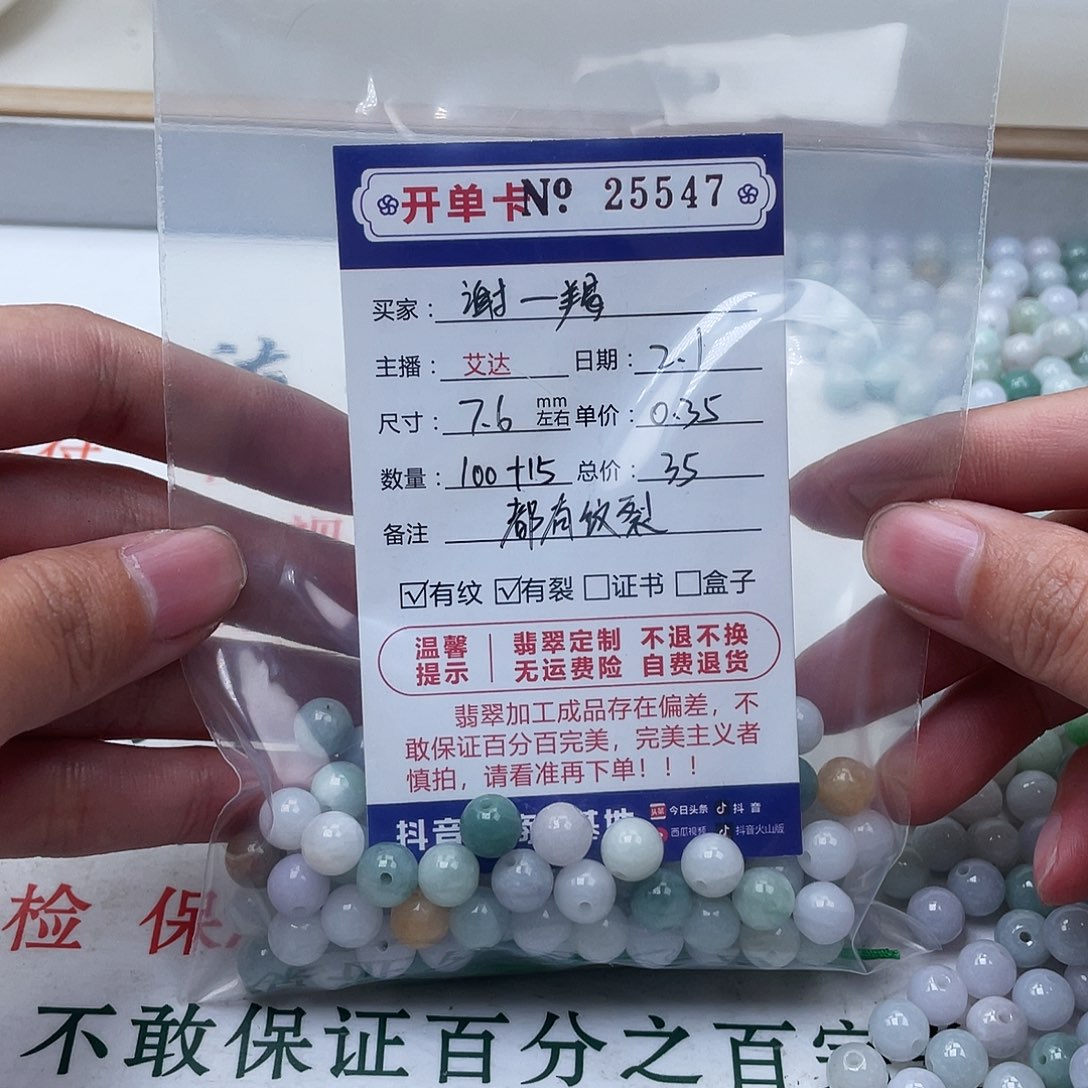 开单卡 Nº 25547
买家：谢一羯
主播：艾达 日期：2.1
尺寸：7.6 mm左右 单价：0.35
数量：100+15 总价：35
备注 都有纹裂
☑有纹 ☑有裂 ☐证书 ☐盒子
温馨提示 翡翠定制 不退不换
无运费险 自费退货
翡翠加工成品存在偏差，不
敢保证百分百完美，完美主义者
慎拍，请看准再下单！！！
抖音 基地
今日头条 抖音
西瓜视频 抖音火山版
检 保
不敢保证百分之百